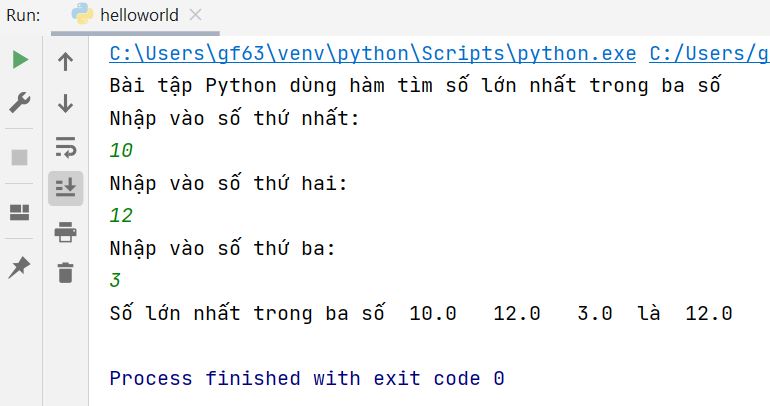 Run: helloworld
C:\Users\gf63\venv\python\Scripts\python.exe C:/Users/g
Bài tập Python dùng hàm tìm số lớn nhất trong ba số
Nhập vào số thứ nhất:
10
Nhập vào số thứ hai:
12
Nhập vào số thứ ba:
3
Số lớn nhất trong ba số  10.0   12.0   3.0  là  12.0
Process finished with exit code 0